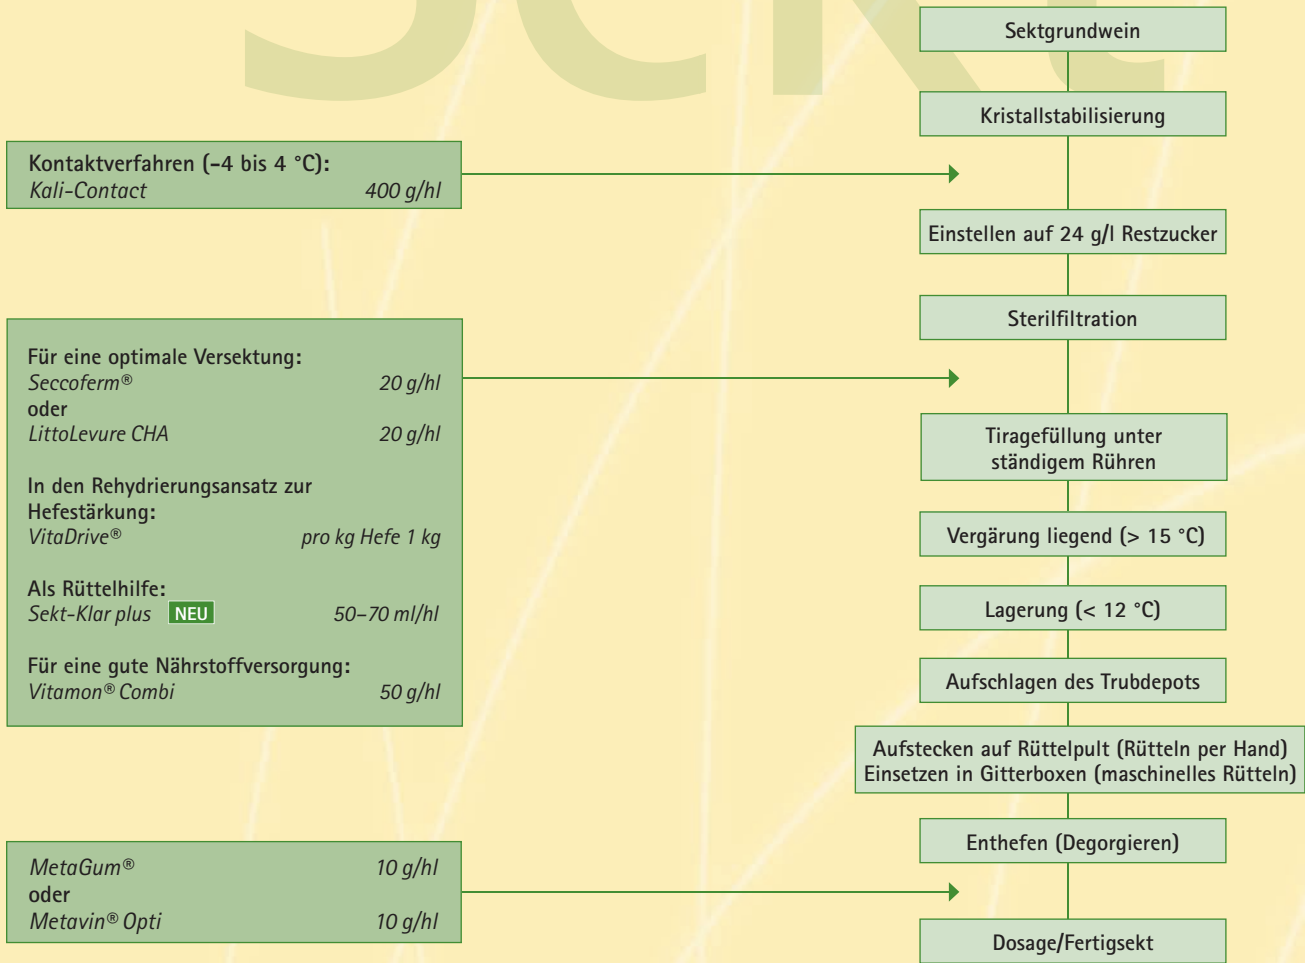 Sekt
Sektgrundwein
Kristallstabilisierung
Kontaktverfahren (–4 bis 4 °C):
Kali-Contact 400 g/hl
Einstellen auf 24 g/l Restzucker
Sterilfiltration
Für eine optimale Versektung:
Seccoferm® 20 g/hl
oder
LittoLevure CHA 20 g/hl
In den Rehydrierungsansatz zur
Hefestärkung:
VitaDrive® pro kg Hefe 1 kg
Als Rüttelhilfe:
Sekt-Klar plus NEU 50–70 ml/hl
Für eine gute Nährstoffversorgung:
Vitamon® Combi 50 g/hl
Tiragefüllung unter
ständigem Rühren
Vergärung liegend (> 15 °C)
Lagerung (< 12 °C)
Aufschlagen des Trubdepots
Aufstecken auf Rüttelpult (Rütteln per Hand)
Einsetzen in Gitterboxen (maschinelles Rütteln)
Enthefen (Degorgieren)
MetaGum® 10 g/hl
oder
Metavin® Opti 10 g/hl
Dosage/Fertigsekt